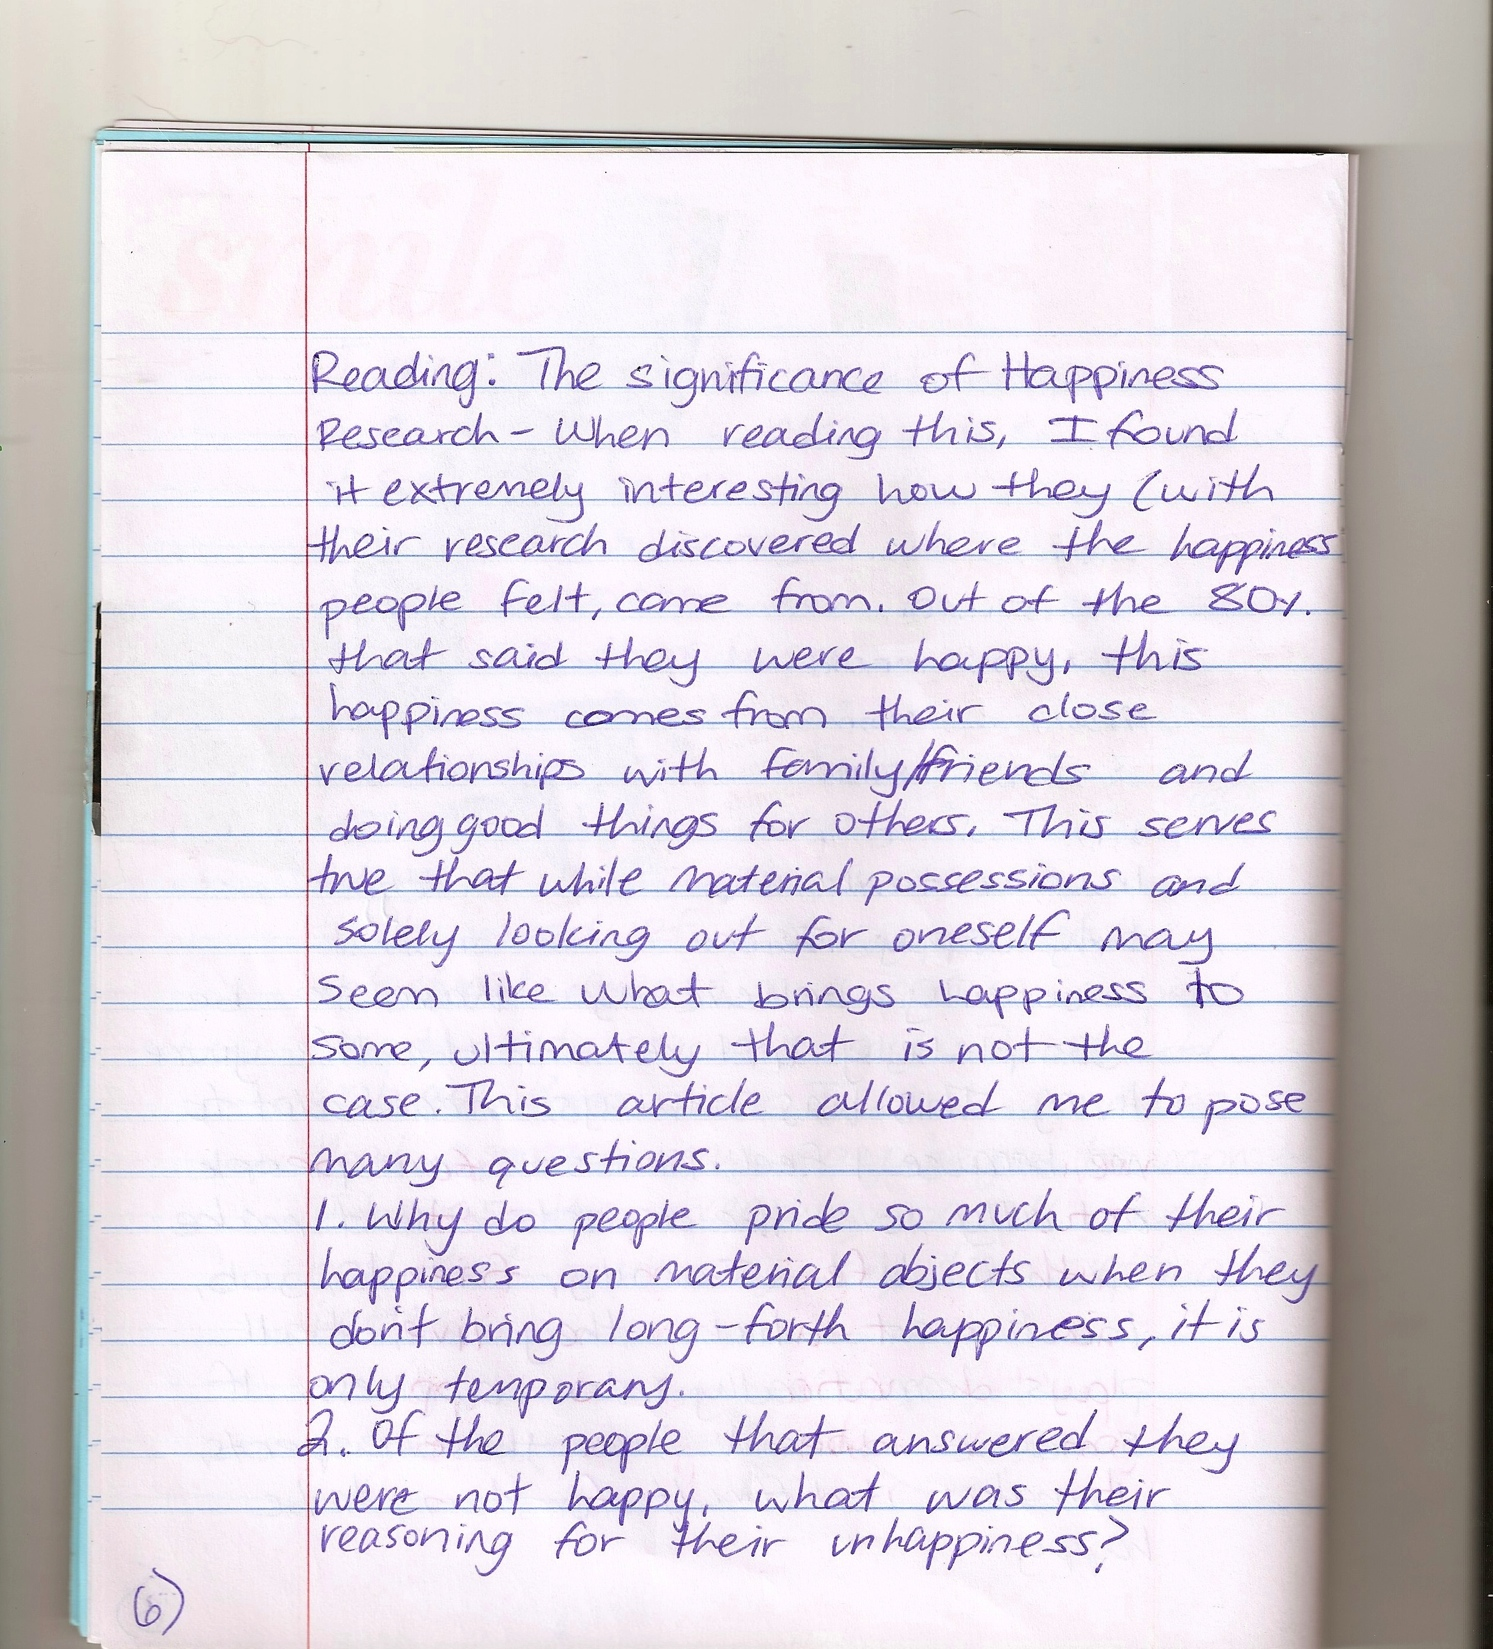 smile
Reading: The significance of Happiness
Research - When reading this, I found
it extremely interesting how they (with
their research discovered where the happiness
people felt, came from. Out of the 80%
that said they were happy, this
happiness comes from their close
relationships with family/friends and
doing good things for others. This serves
true that while material possessions and
solely looking out for oneself may
seem like what brings happiness to
some, ultimately that is not the
case. This article allowed me to pose
many questions.
1. Why do people pride so much of their
happiness on material objects when they
don't bring long-forth happiness, it is
only temporary.
2. Of the people that answered they
were not happy, what was their
reasoning for their unhappiness?
6)